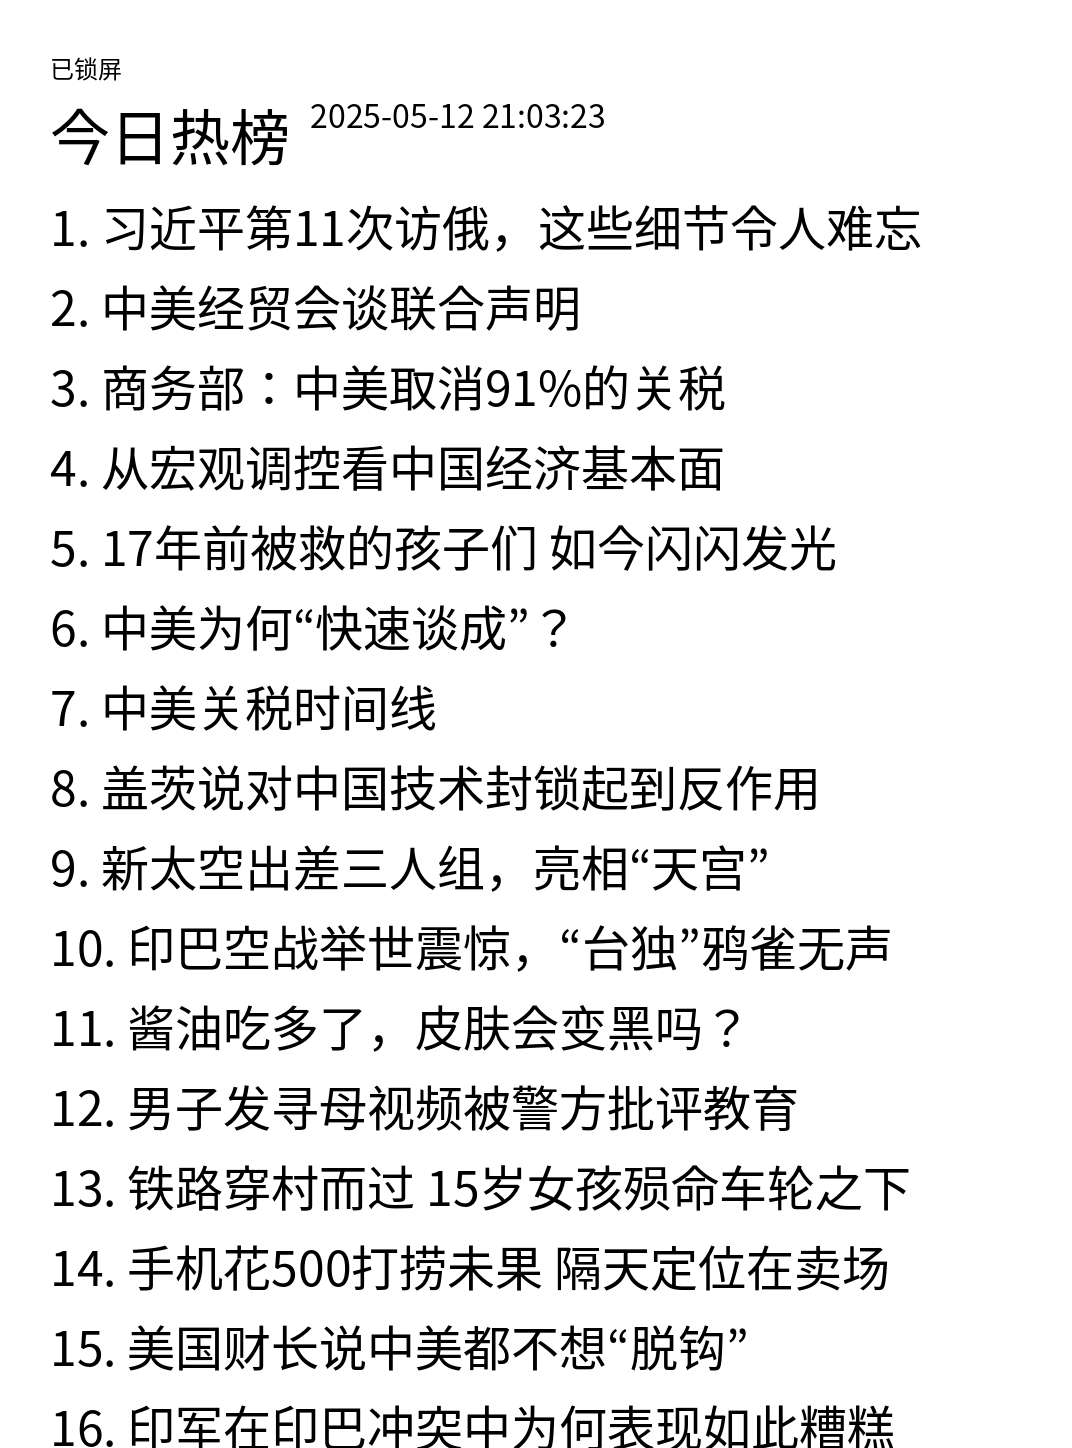 已锁屏
今日热榜 2025-05-12 21:03:23
1. 习近平第11次访俄，这些细节令人难忘
2. 中美经贸会谈联合声明
3. 商务部：中美取消91%的关税
4. 从宏观调控看中国经济基本面
5. 17年前被救的孩子们 如今闪闪发光
6. 中美为何“快速谈成”？
7. 中美关税时间线
8. 盖茨说对中国技术封锁起到反作用
9. 新太空出差三人组，亮相“天宫”
10. 印巴空战举世震惊，“台独”鸦雀无声
11. 酱油吃多了，皮肤会变黑吗？
12. 男子发寻母视频被警方批评教育
13. 铁路穿村而过 15岁女孩殒命车轮之下
14. 手机花500打捞未果 隔天定位在卖场
15. 美国财长说中美都不想“脱钩”
16. 印军在印巴冲突中为何表现如此糟糕